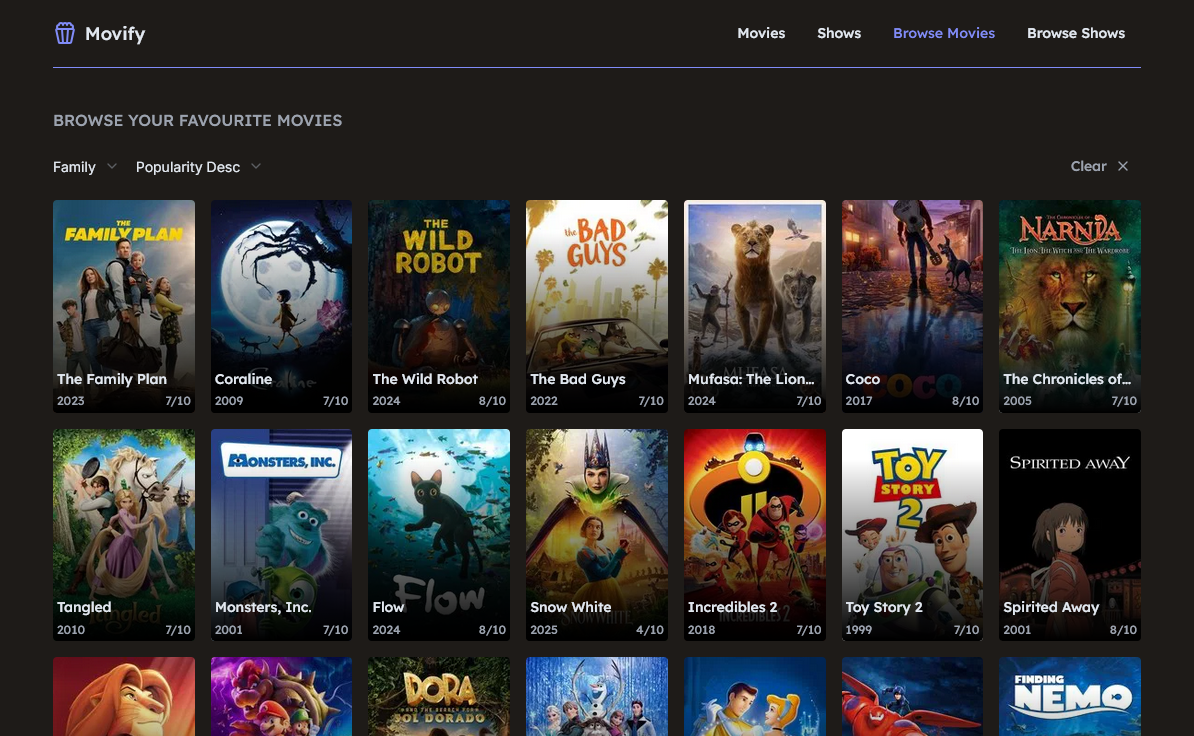 Movify
Movies Shows Browse Movies Browse Shows
BROWSE YOUR FAVOURITE MOVIES
Family Popularity Desc Clear
THE
FAMILY PLAN
The Family Plan
2023 7/10
Coraline
2009 7/10
THE
WILD
ROBOT
The Wild Robot
2024 8/10
the BAD
GUYS
The Bad Guys
2022 7/10
MUFASA
Mufasa: The Lion...
2024 7/10
COCO
Coco
2017 8/10
THE CHRONICLES OF
NARNIA
THE LION, THE WITCH AND THE WARDROBE
The Chronicles of...
2005 7/10
Tangled
Tangled
2010 7/10
MONSTERS, INC.
Monsters, Inc.
2001 7/10
Flow
Flow
2024 8/10
Snow White
SNOW WHITE
2025 4/10
Incredibles 2
INCREDIBLES 2
2018 7/10
TOY
STORY
2
Toy Story 2
1999 7/10
SPIRITED AWAY
Spirited Away
2001 8/10
DORA
AND THE SEARCH FOR
SOL DORADO
FINDING
NEMO